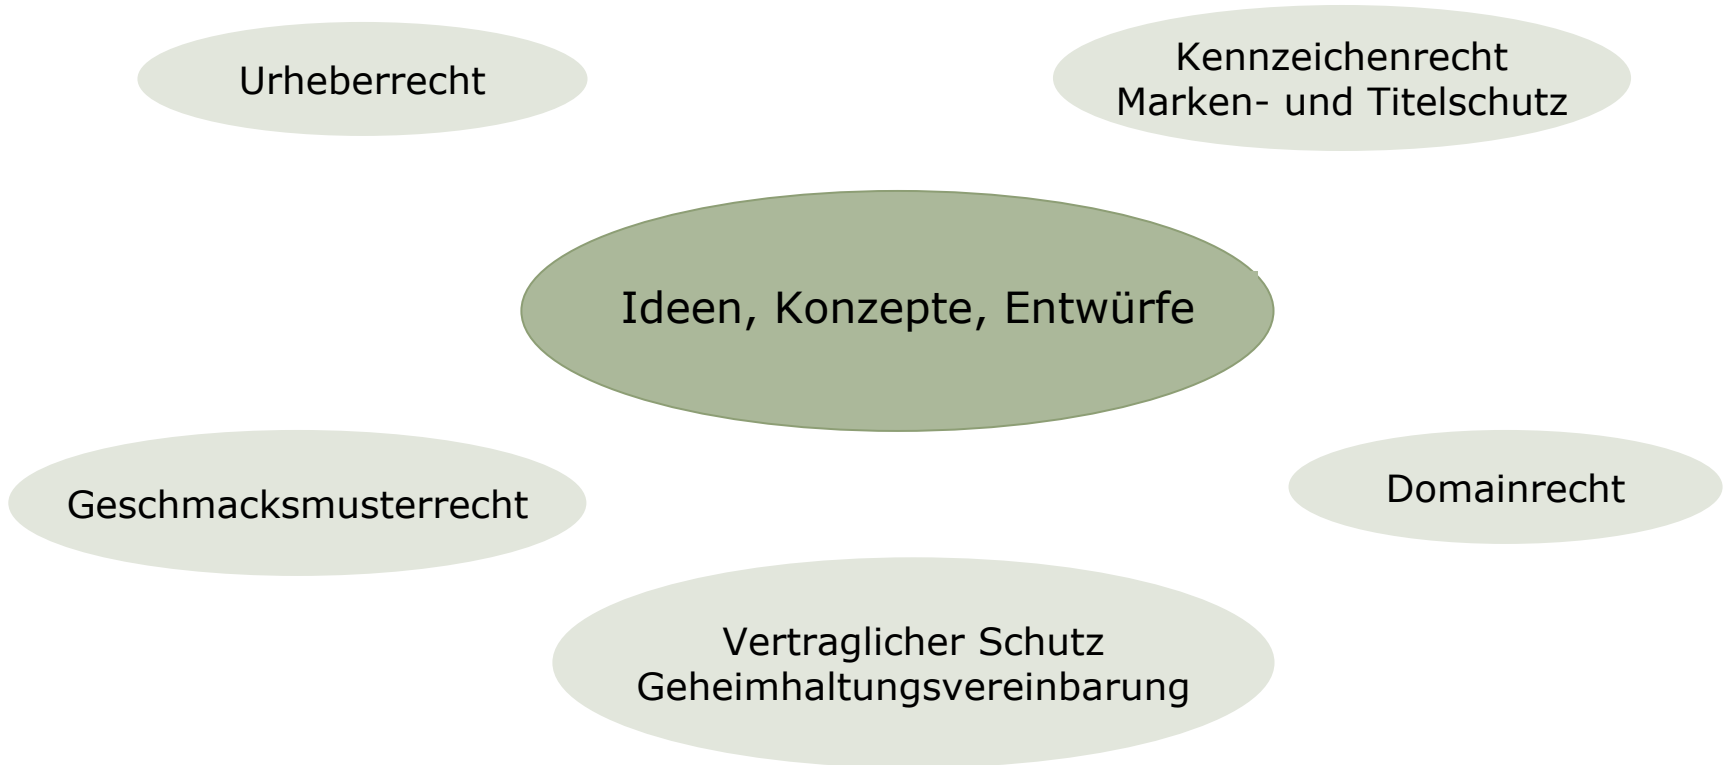 Urheberrecht
Kennzeichenrecht
Marken- und Titelschutz
Ideen, Konzepte, Entwürfe
Geschmacksmusterrecht
Domainrecht
Vertraglicher Schutz
Geheimhaltungsvereinbarung